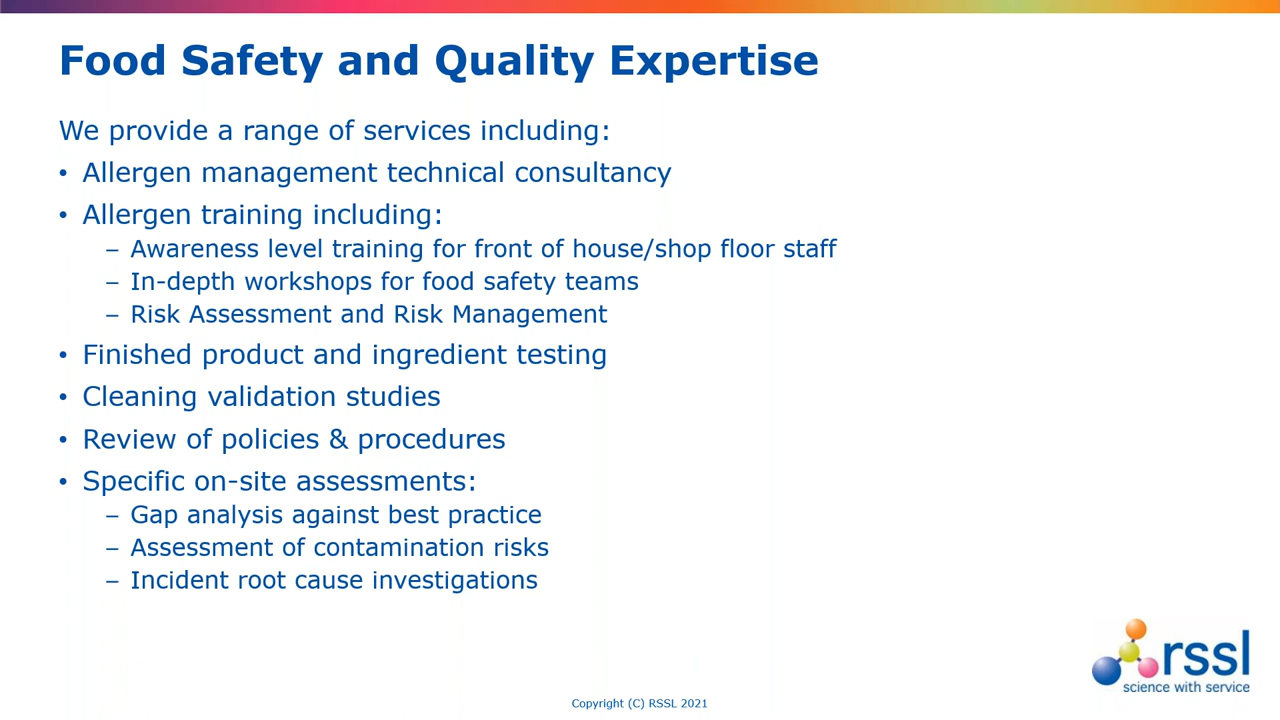 Food Safety and Quality Expertise
We provide a range of services including:
• Allergen management technical consultancy
• Allergen training including:
– Awareness level training for front of house/shop floor staff
– In-depth workshops for food safety teams
– Risk Assessment and Risk Management
• Finished product and ingredient testing
• Cleaning validation studies
• Review of policies & procedures
• Specific on-site assessments:
– Gap analysis against best practice
– Assessment of contamination risks
– Incident root cause investigations
rssl
science with service
Copyright (C) RSSL 2021